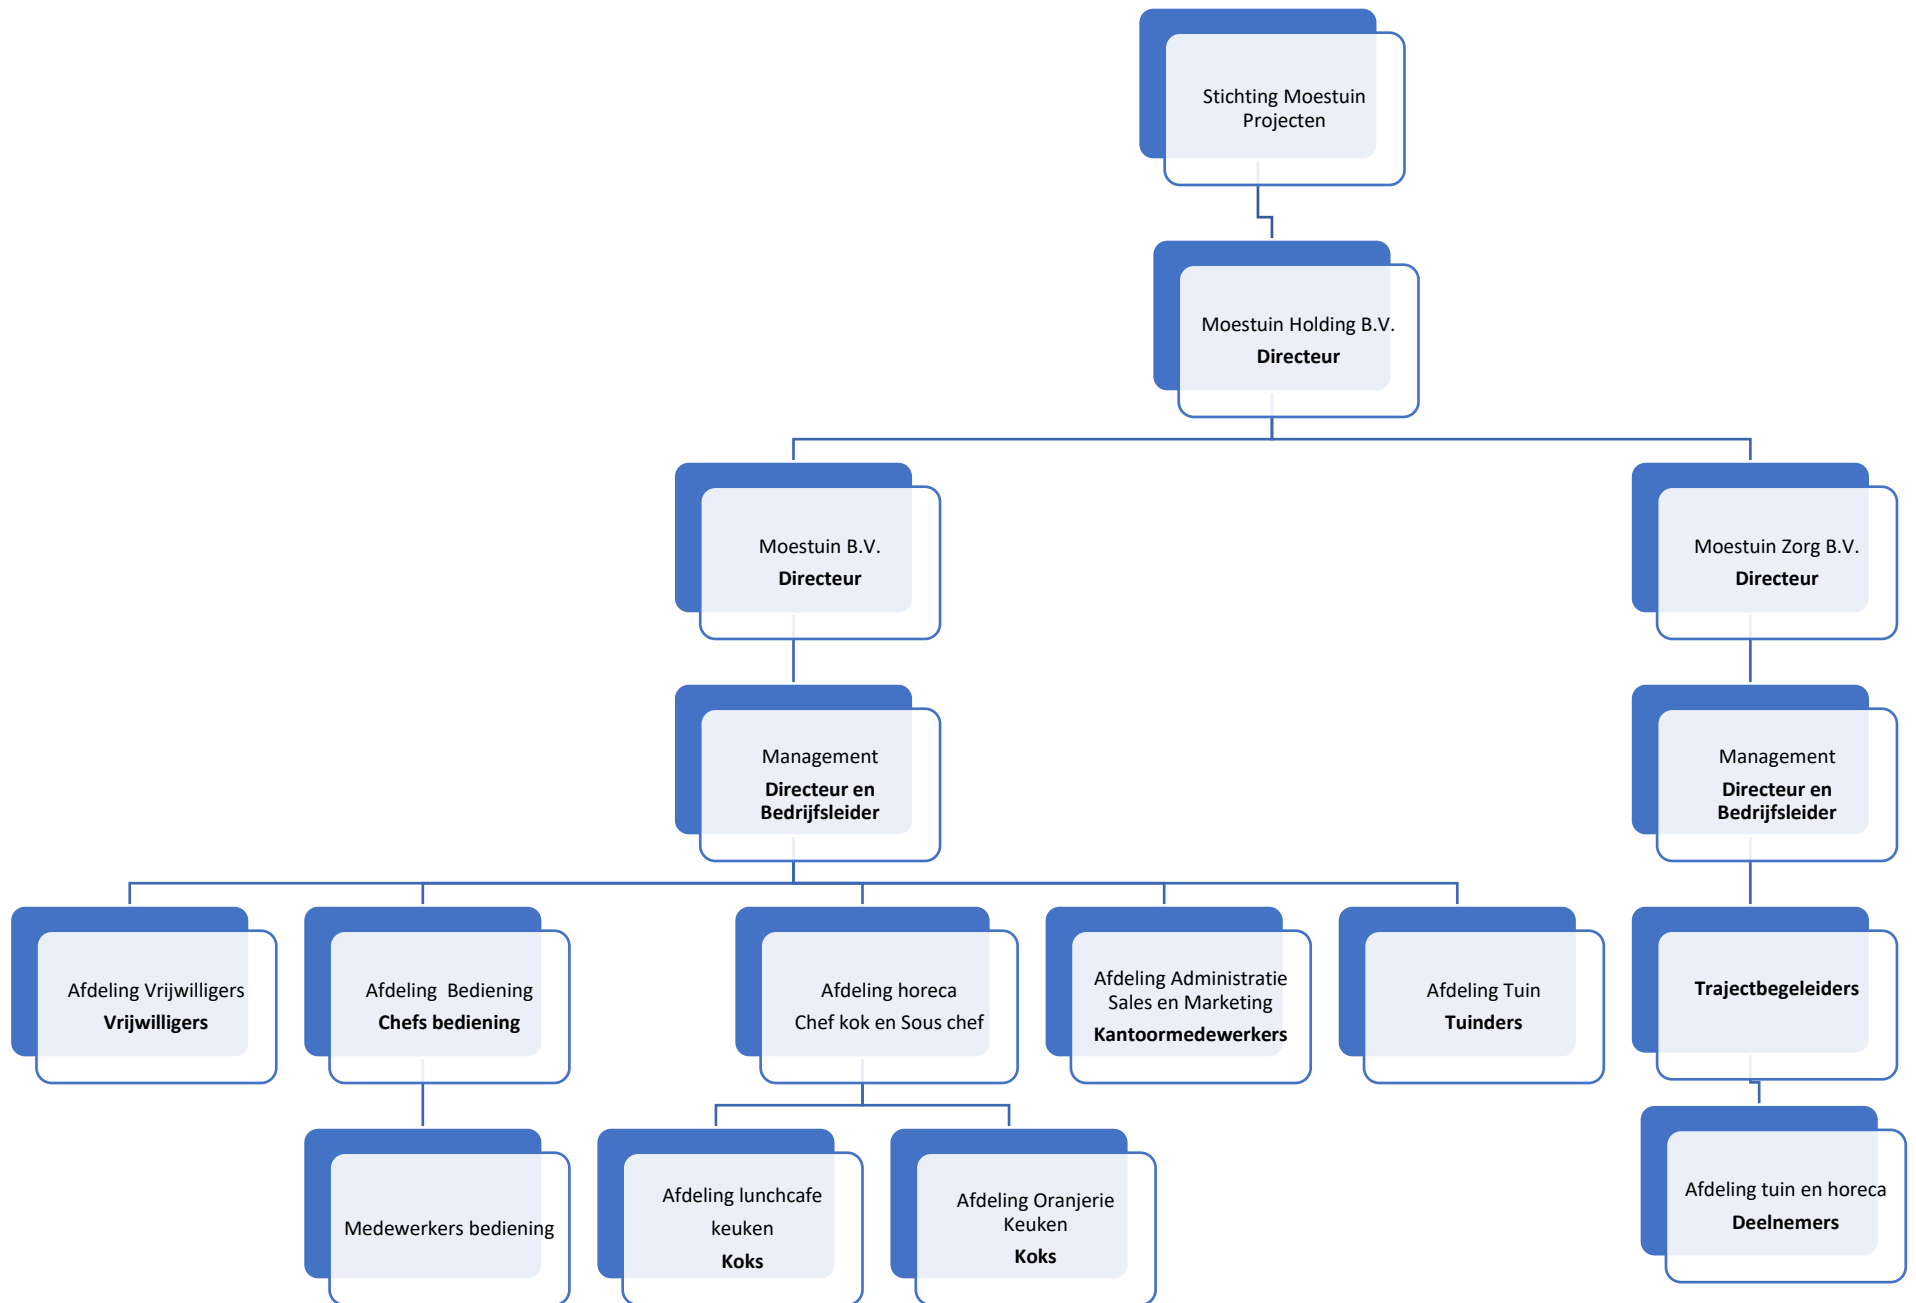 Stichting Moestuin
Projecten
Moestuin Holding B.V.
Directeur
Moestuin B.V.
Directeur
Moestuin Zorg B.V.
Directeur
Management
Directeur en
Bedrijfsleider
Management
Directeur en
Bedrijfsleider
Afdeling Vrijwilligers
Vrijwilligers
Afdeling  Bediening
Chefs bediening
Afdeling horeca
Chef kok en Sous chef
Afdeling Administratie
Sales en Marketing
Kantoormedewerkers
Afdeling Tuin
Tuinders
Trajectbegeleiders
Medewerkers bediening
Afdeling lunchcafe
keuken
Koks
Afdeling Oranjerie
Keuken
Koks
Afdeling tuin en horeca
Deelnemers